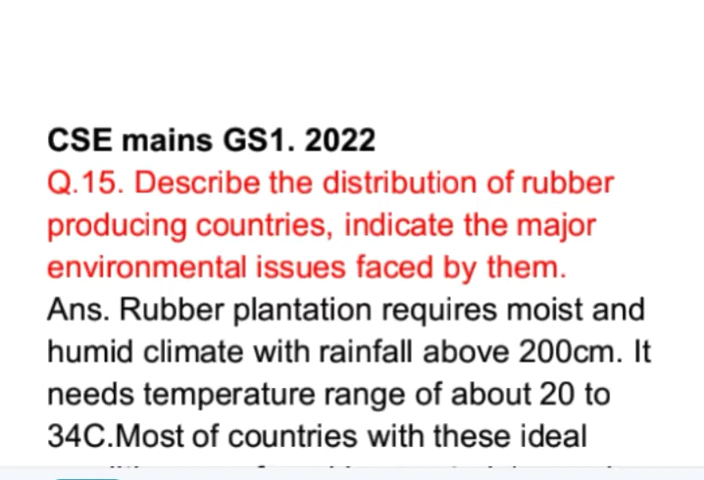 CSE mains GS1. 2022
Q.15. Describe the distribution of rubber
producing countries, indicate the major
environmental issues faced by them.
Ans. Rubber plantation requires moist and
humid climate with rainfall above 200cm. It
needs temperature range of about 20 to
34C.Most of countries with these ideal